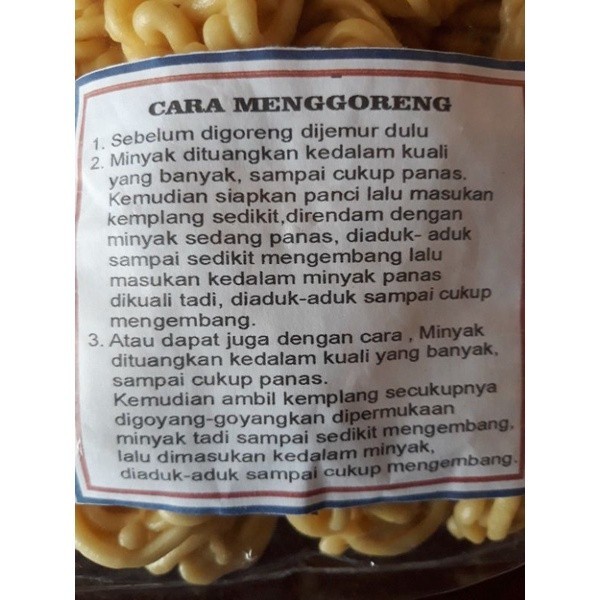 CARA MENGGORENG
1. Sebelum digoreng dijemur dulu
2. Minyak dituangkan kedalam kuali
yang banyak, sampai cukup panas.
Kemudian siapkan panci lalu masukan
kemplang sedikit,direndam dengan
minyak sedang panas, diaduk- aduk
sampai sedikit mengembang lalu
masukan kedalam minyak panas
dikuali tadi, diaduk-aduk sampai cukup
mengembang.
3. Atau dapat juga dengan cara , Minyak
dituangkan kedalam kuali yang banyak,
sampai cukup panas.
Kemudian ambil kemplang secukupnya
digoyang-goyangkan dipermukaan
minyak tadi sampai sedikit mengembang,
lalu dimasukan kedalam minyak,
diaduk-aduk sampai cukup mengembang.